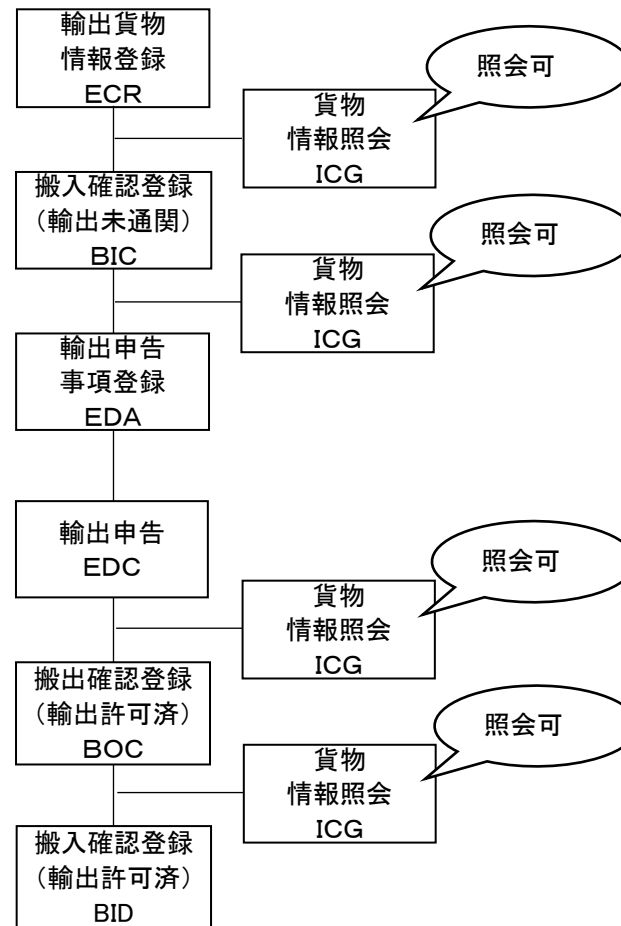 輸出貨物
情報登録
ECR
照会可
貨物
情報照会
ICG
搬入確認登録
（輸出未通関）
BIC
照会可
貨物
情報照会
ICG
輸出申告
事項登録
EDA
輸出申告
EDC
照会可
貨物
情報照会
ICG
搬出確認登録
（輸出許可済）
BOC
照会可
貨物
情報照会
ICG
搬入確認登録
（輸出許可済）
BID